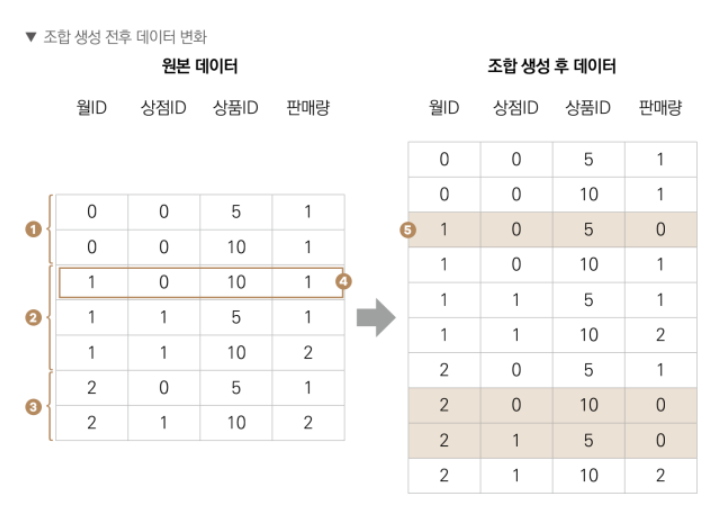 ▼ 조합 생성 전후 데이터 변화
원본 데이터
월ID 상점ID 상품ID 판매량
❶ 0 0 5 1
0 0 10 1
1 0 10 1 ❹
❷ 1 1 5 1
1 1 10 2
❸ 2 0 5 1
2 1 10 2
조합 생성 후 데이터
월ID 상점ID 상품ID 판매량
0 0 5 1
0 0 10 1
❺ 1 0 5 0
1 0 10 1
1 1 5 1
1 1 10 2
2 0 5 1
2 0 10 0
2 1 5 0
2 1 10 2